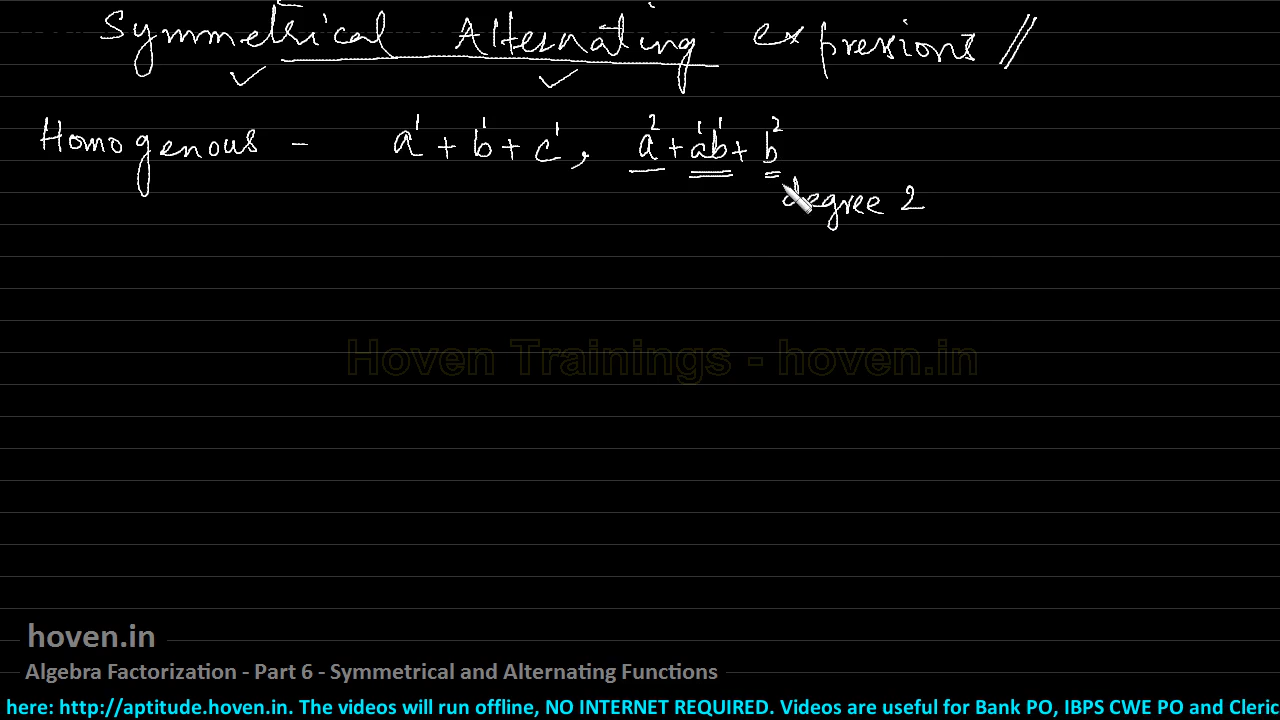 Symmetrical Alternating expressions //
Homogenous - a¹ + b¹ + c¹, a² + a¹b¹ + b²
degree 2
Hoven Trainings - hoven.in
hoven.in
Algebra Factorization - Part 6 - Symmetrical and Alternating Functions
here: http://aptitude.hoven.in. The videos will run offline, NO INTERNET REQUIRED. Videos are useful for Bank PO, IBPS CWE PO and Cleric